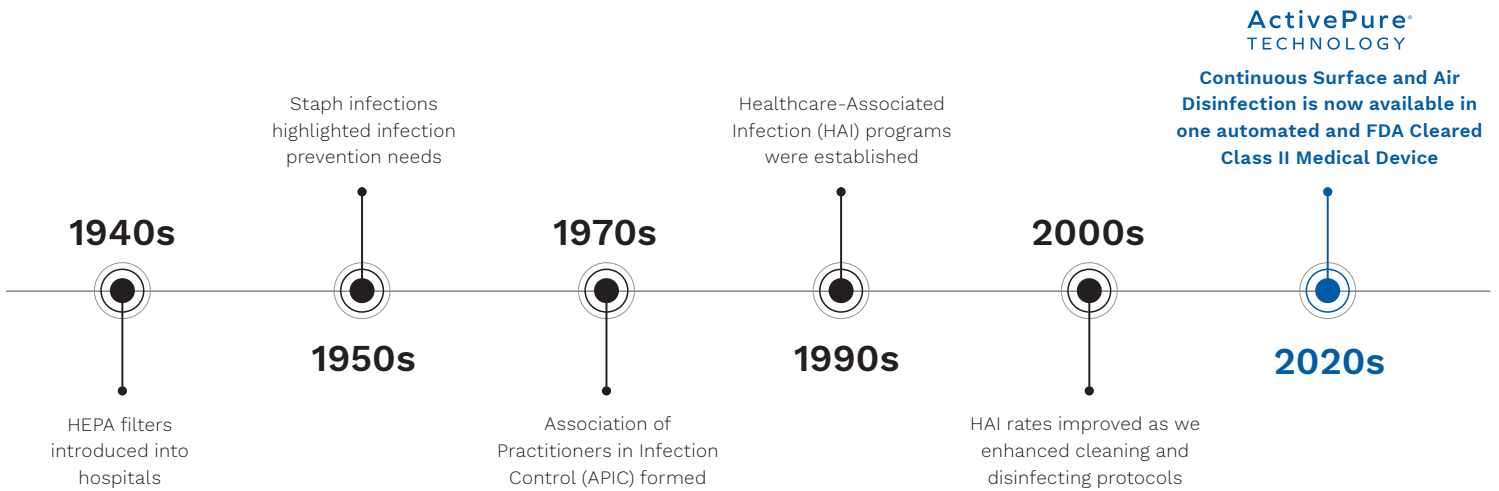 1940s
HEPA filters
introduced into
hospitals
Staph infections
highlighted infection
prevention needs
1950s
1970s
Association of
Practitioners in Infection
Control (APIC) formed
Healthcare-Associated
Infection (HAI) programs
were established
1990s
2000s
HAI rates improved as we
enhanced cleaning and
disinfecting protocols
ActivePure®
TECHNOLOGY
Continuous Surface and Air
Disinfection is now available in
one automated and FDA Cleared
Class II Medical Device
2020s